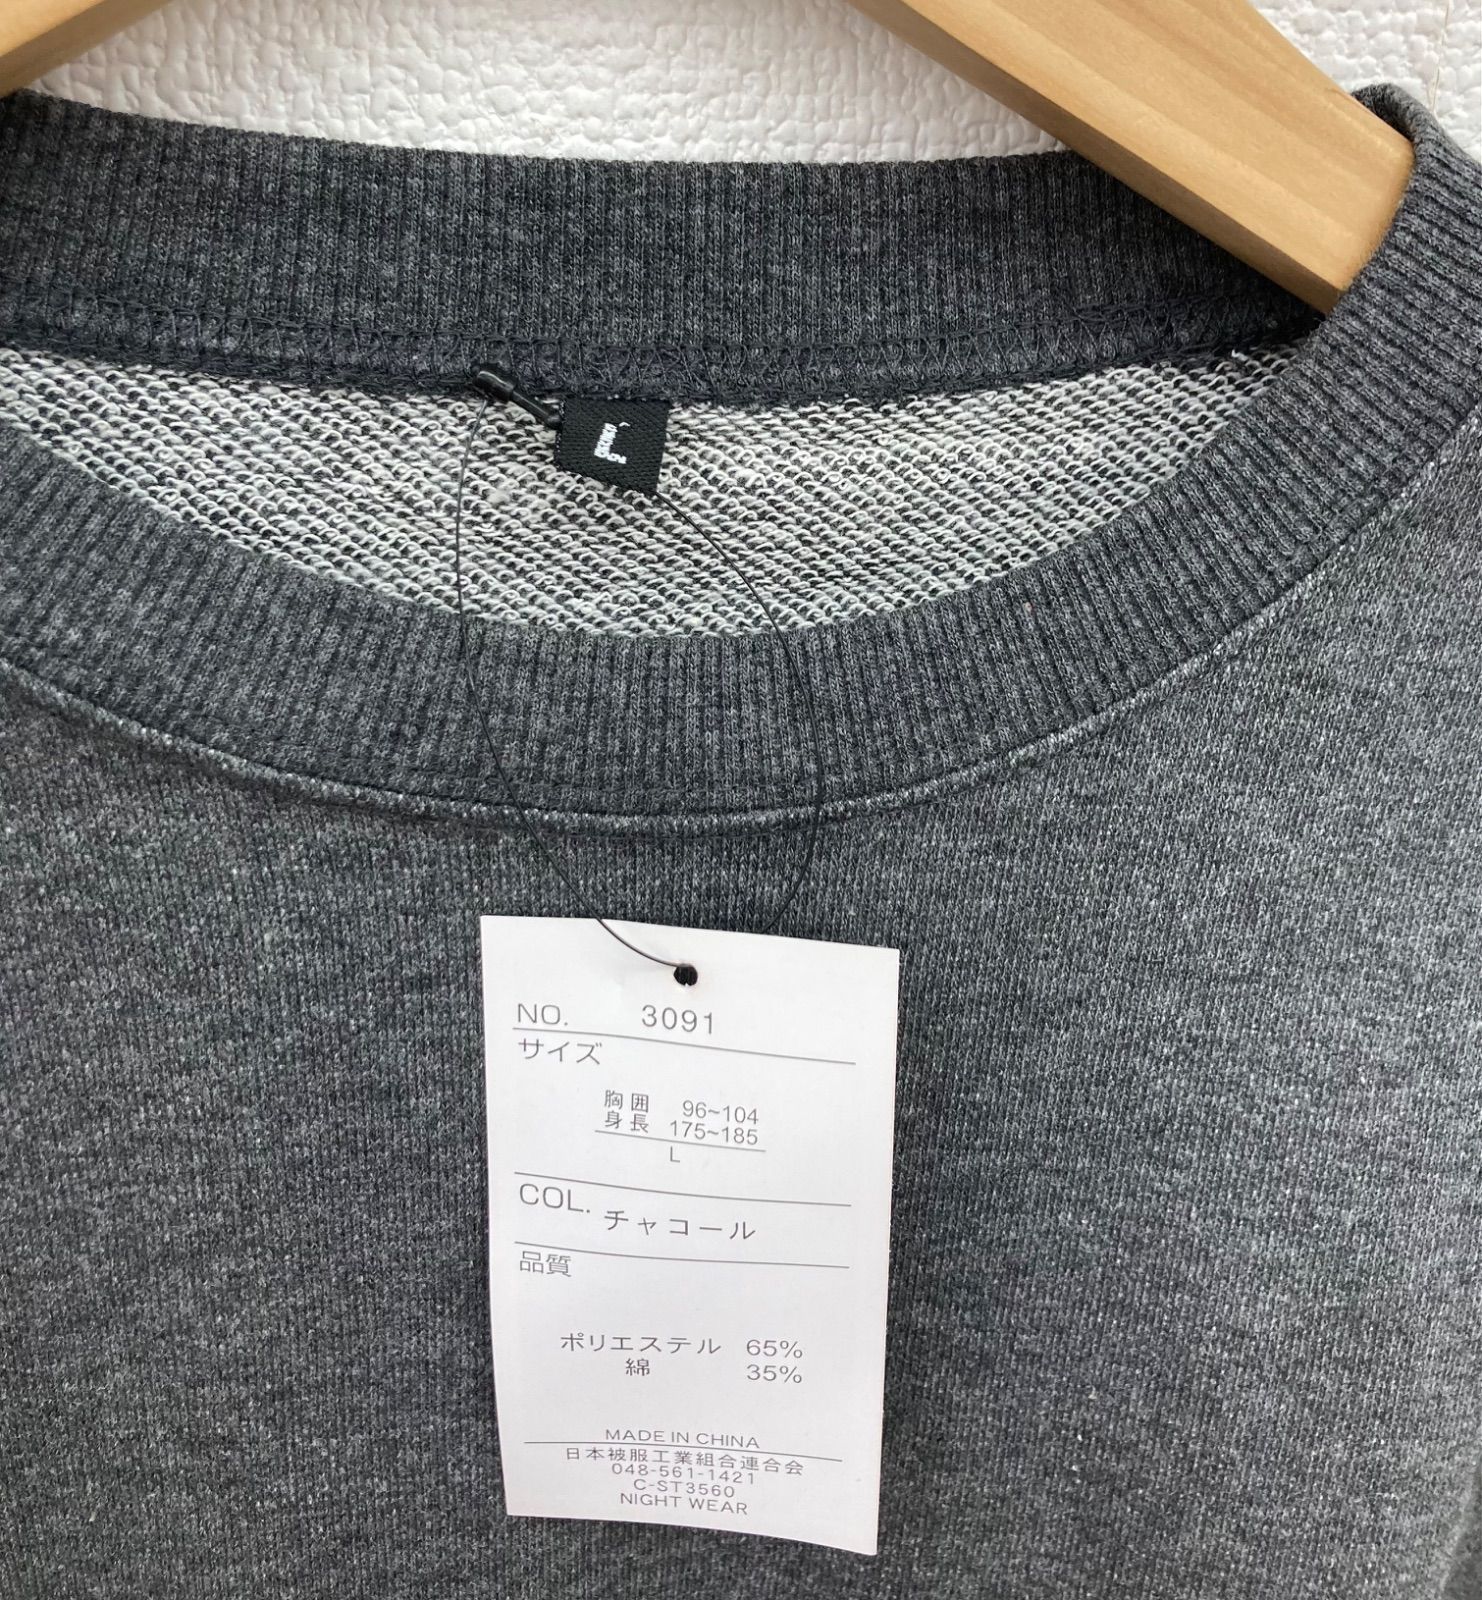 L
NO. 3091
サイズ
胸囲 96~104
身長 175~185
L
COL. チャコール
品質
ポリエステル 65%
綿 35%
MADE IN CHINA
日本被服工業組合連合会
048-561-1421
C-ST3560
NIGHT WEAR